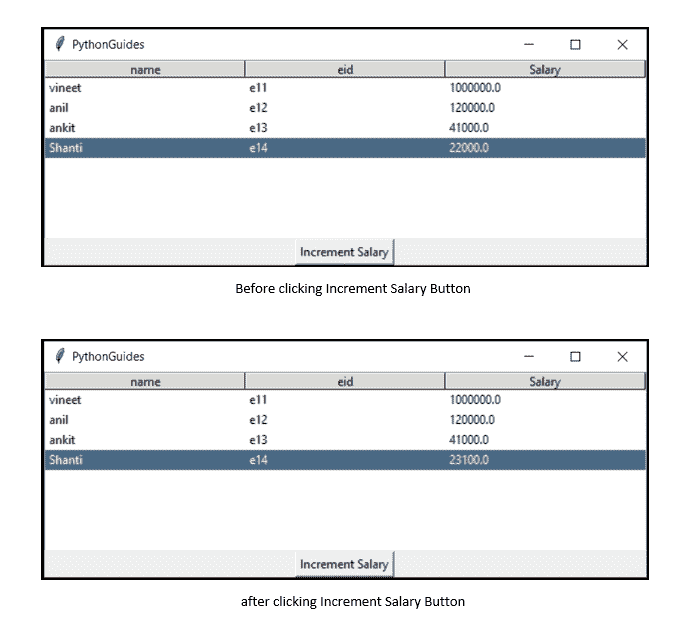 PythonGuides
name eid Salary
vineet e11 1000000.0
anil e12 120000.0
ankit e13 41000.0
Shanti e14 22000.0
Increment Salary
Before clicking Increment Salary Button
PythonGuides
name eid Salary
vineet e11 1000000.0
anil e12 120000.0
ankit e13 41000.0
Shanti e14 23100.0
Increment Salary
after clicking Increment Salary Button